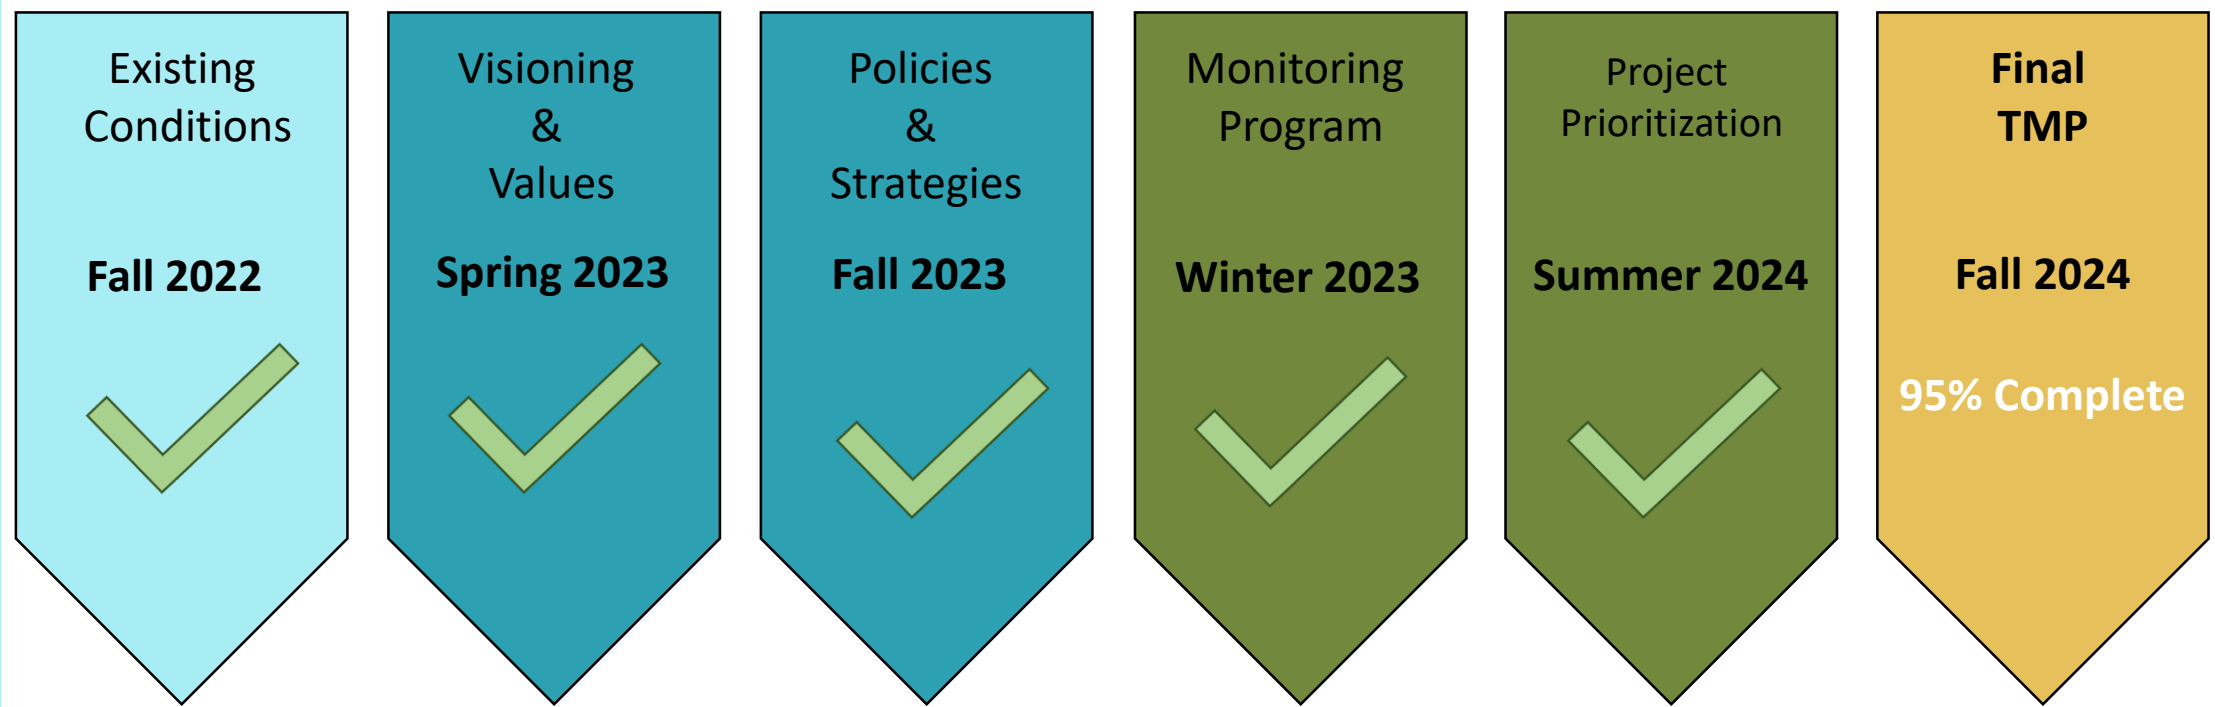 Existing
Conditions
Fall 2022
Visioning
&
Values
Spring 2023
Policies
&
Strategies
Fall 2023
Monitoring
Program
Winter 2023
Project
Prioritization
Summer 2024
Final
TMP
Fall 2024
95% Complete